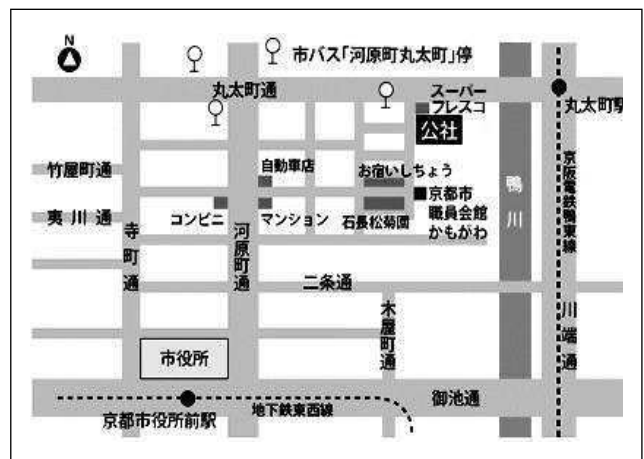 N
市バス「河原町丸太町」停
丸太町通
スーパー
フレスコ
丸太町駅
公社
自動車店
お宿いしちょう
竹屋町通
京都市
職員会館
かもがわ
鴨川
京阪電鉄鴨東線
夷川通
コンビニ
マンション
石長松菊園
寺町通
河原町通
二条通
木屋町通
川端通
市役所
御池通
地下鉄東西線
京都市役所前駅